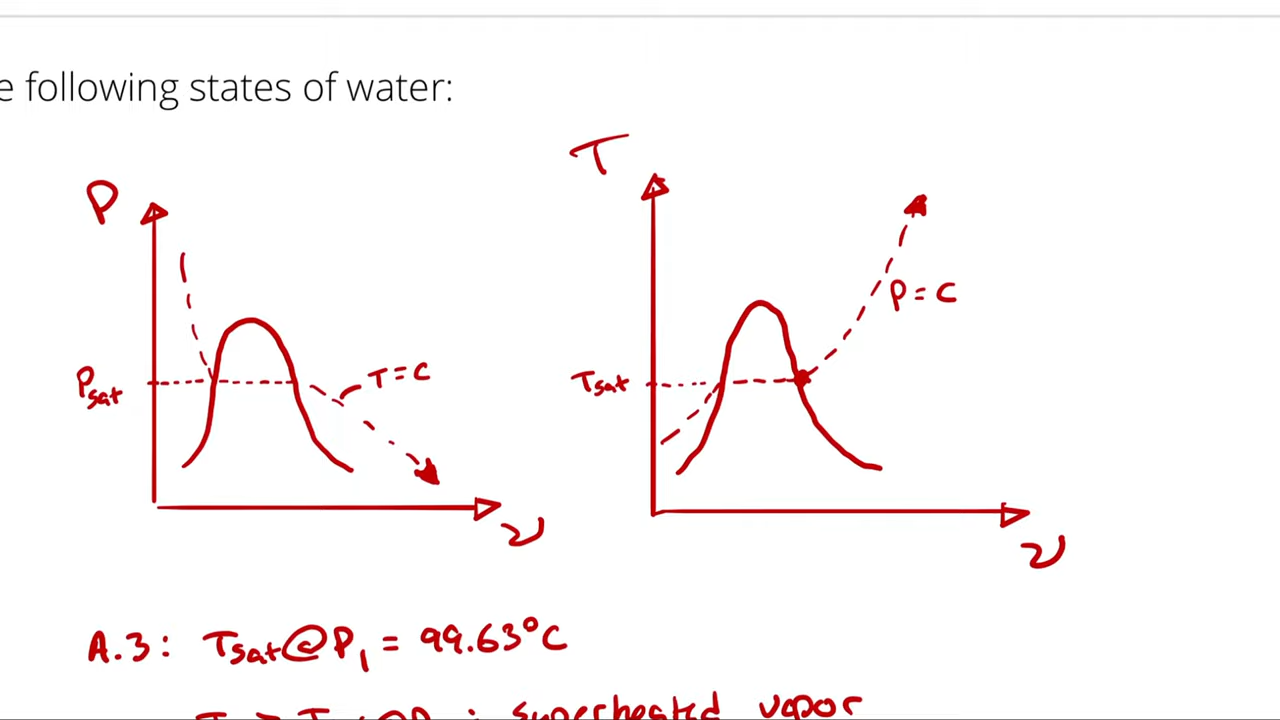 e following states of water:
P
T
P = C
T = C
Psat
Tsat
ν
ν
A.3: Tsat@P₁ = 99.63°C
superheated vapor